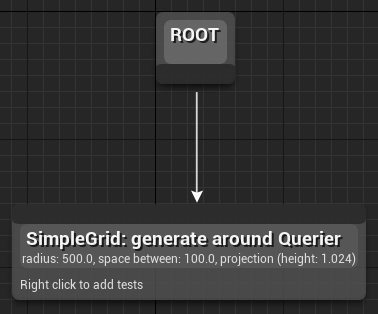 ROOT
SimpleGrid: generate around Querier
radius: 500.0, space between: 100.0, projection (height: 1.024)
Right click to add tests